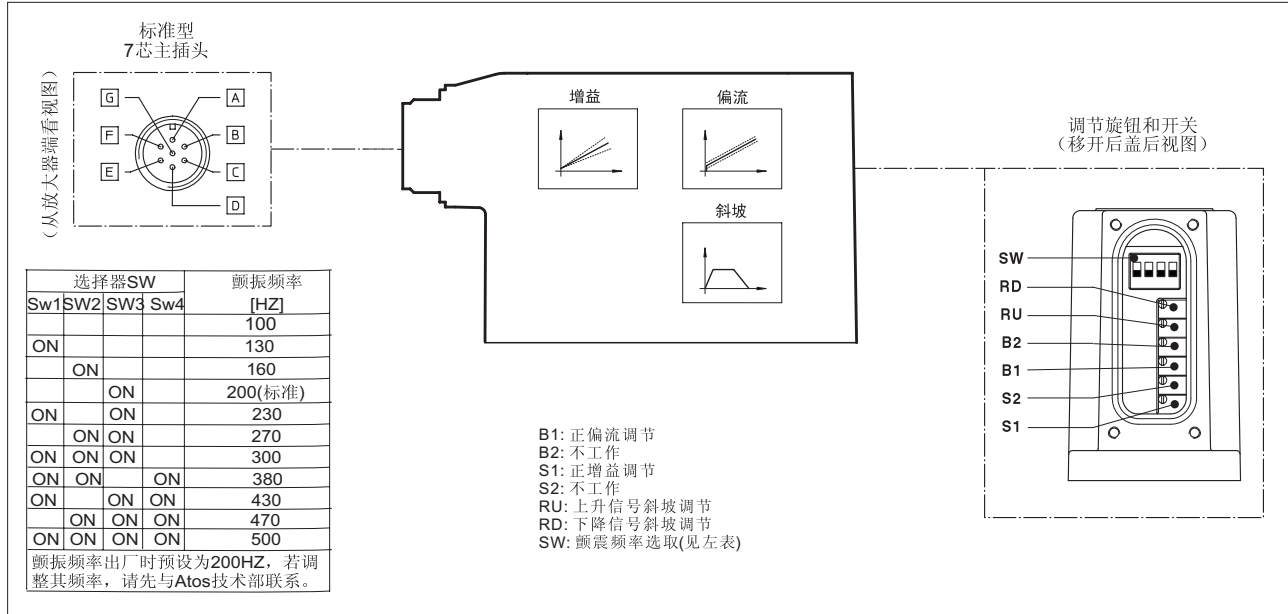 标准型
7芯主插头
(从放大器端看视图)
G
A
F
B
E
C
D
增益
偏流
斜坡
调节旋钮和开关
(移开后盖后视图)
SW
RD
RU
B2
B1
S2
S1
选择器SW 颤振频率
Sw1 SW2 SW3 Sw4 [HZ]
100
ON 130
ON 160
ON 200(标准)
ON ON 230
ON ON 270
ON ON ON 300
ON ON ON 380
ON ON ON 430
ON ON ON 470
ON ON ON ON 500
颤振频率出厂时预设为200HZ，若调
整其频率，请先与Atos技术部联系。
B1: 正偏流调节
B2: 不工作
S1: 正增益调节
S2: 不工作
RU: 上升信号斜坡调节
RD: 下降信号斜坡调节
SW: 颤震频率选取(见左表)